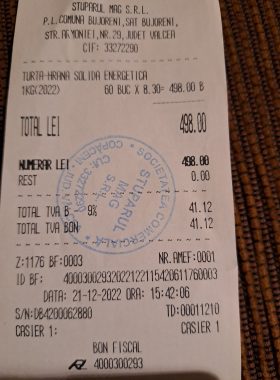 STUPARUL MAG S.R.L.
P.L.COMUNA BUJORENI,SAT BUJORENI,
STR.ARMONIEI,NR.29,JUDET VALCEA
CIF: 33272290
TURTA-HRANA SOLIDA ENERGETICA
1KG(2022) 60 BUC X 8.30= 498.00 B
TOTAL LEI 498.00
NUMERAR LEI 498.00
REST 0.00
TOTAL TVA B 9% 41.12
TOTAL TVA BON 41.12
SOCIETATEA COMERCIALA
STUPARUL MAG S.R.L.
Z:1176 BF:0003 NR.AMEF:0001
ID BF: 40003002932022122115420611760003
DATA: 21-12-2022 ORA: 15:42:06
S/N:DB4200062880 TD:00011210
CASIER 1: CASIER 1
BON FISCAL
4000300293